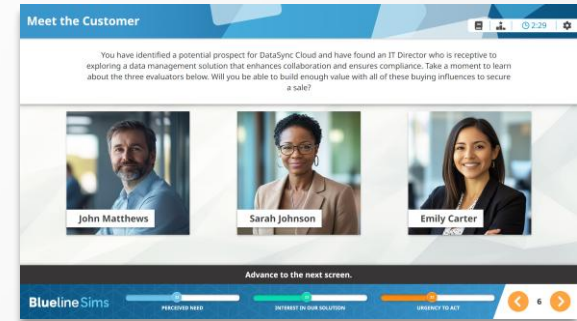 Meet the Customer
2:29
You have identified a potential prospect for DataSync Cloud and have found an IT Director who is receptive to
exploring a data management solution that enhances collaboration and ensures compliance. Take a moment to learn
about the three evaluators below. Will you be able to build enough value with all of these buying influences to secure
a sale?
John Matthews
Sarah Johnson
Emily Carter
Advance to the next screen.
BluelineSims
PERCEIVED NEED
INTEREST IN OUR SOLUTION
URGENCY TO ACT
6